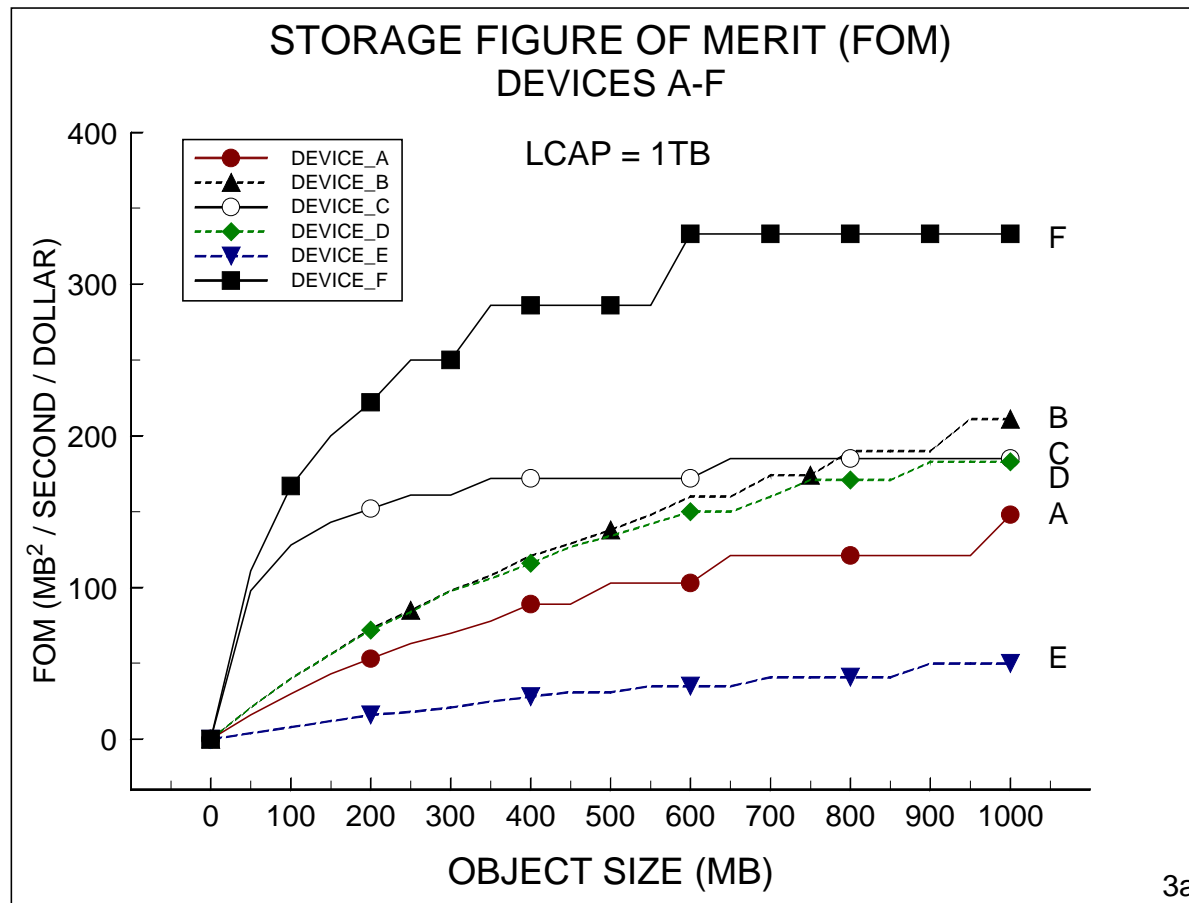 STORAGE FIGURE OF MERIT (FOM)
DEVICES A-F
LCAP = 1TB
DEVICE_A
DEVICE_B
DEVICE_C
DEVICE_D
DEVICE_E
DEVICE_F
FOM (MB² / SECOND / DOLLAR)
400
300
200
100
0
F
B
C
D
A
E
0 100 200 300 400 500 600 700 800 900 1000
OBJECT SIZE (MB)
3a